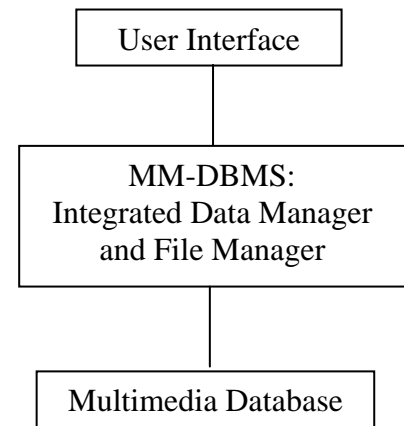 User Interface
MM-DBMS:
Integrated Data Manager
and File Manager
Multimedia Database